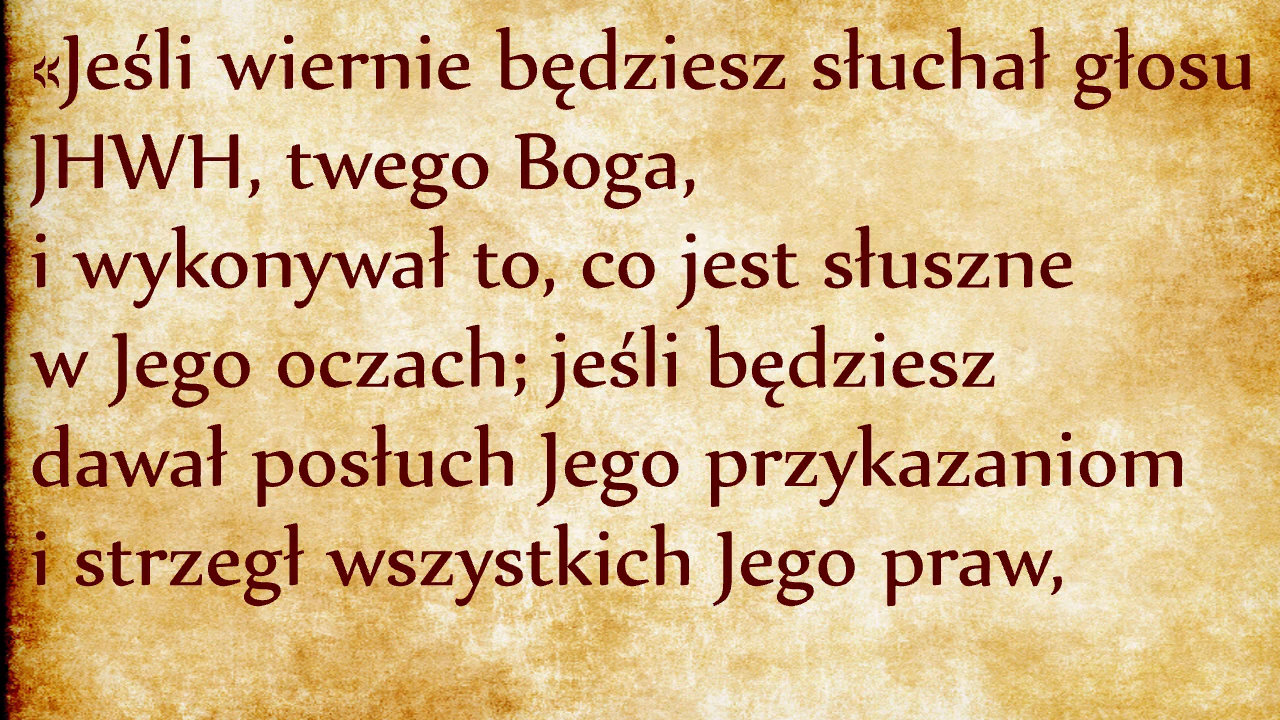 «Jeśli wiernie będziesz słuchał głosu
JHWH, twego Boga,
i wykonywał to, co jest słuszne
w Jego oczach; jeśli będziesz
dawał posłuch Jego przykazaniom
i strzegł wszystkich Jego praw,